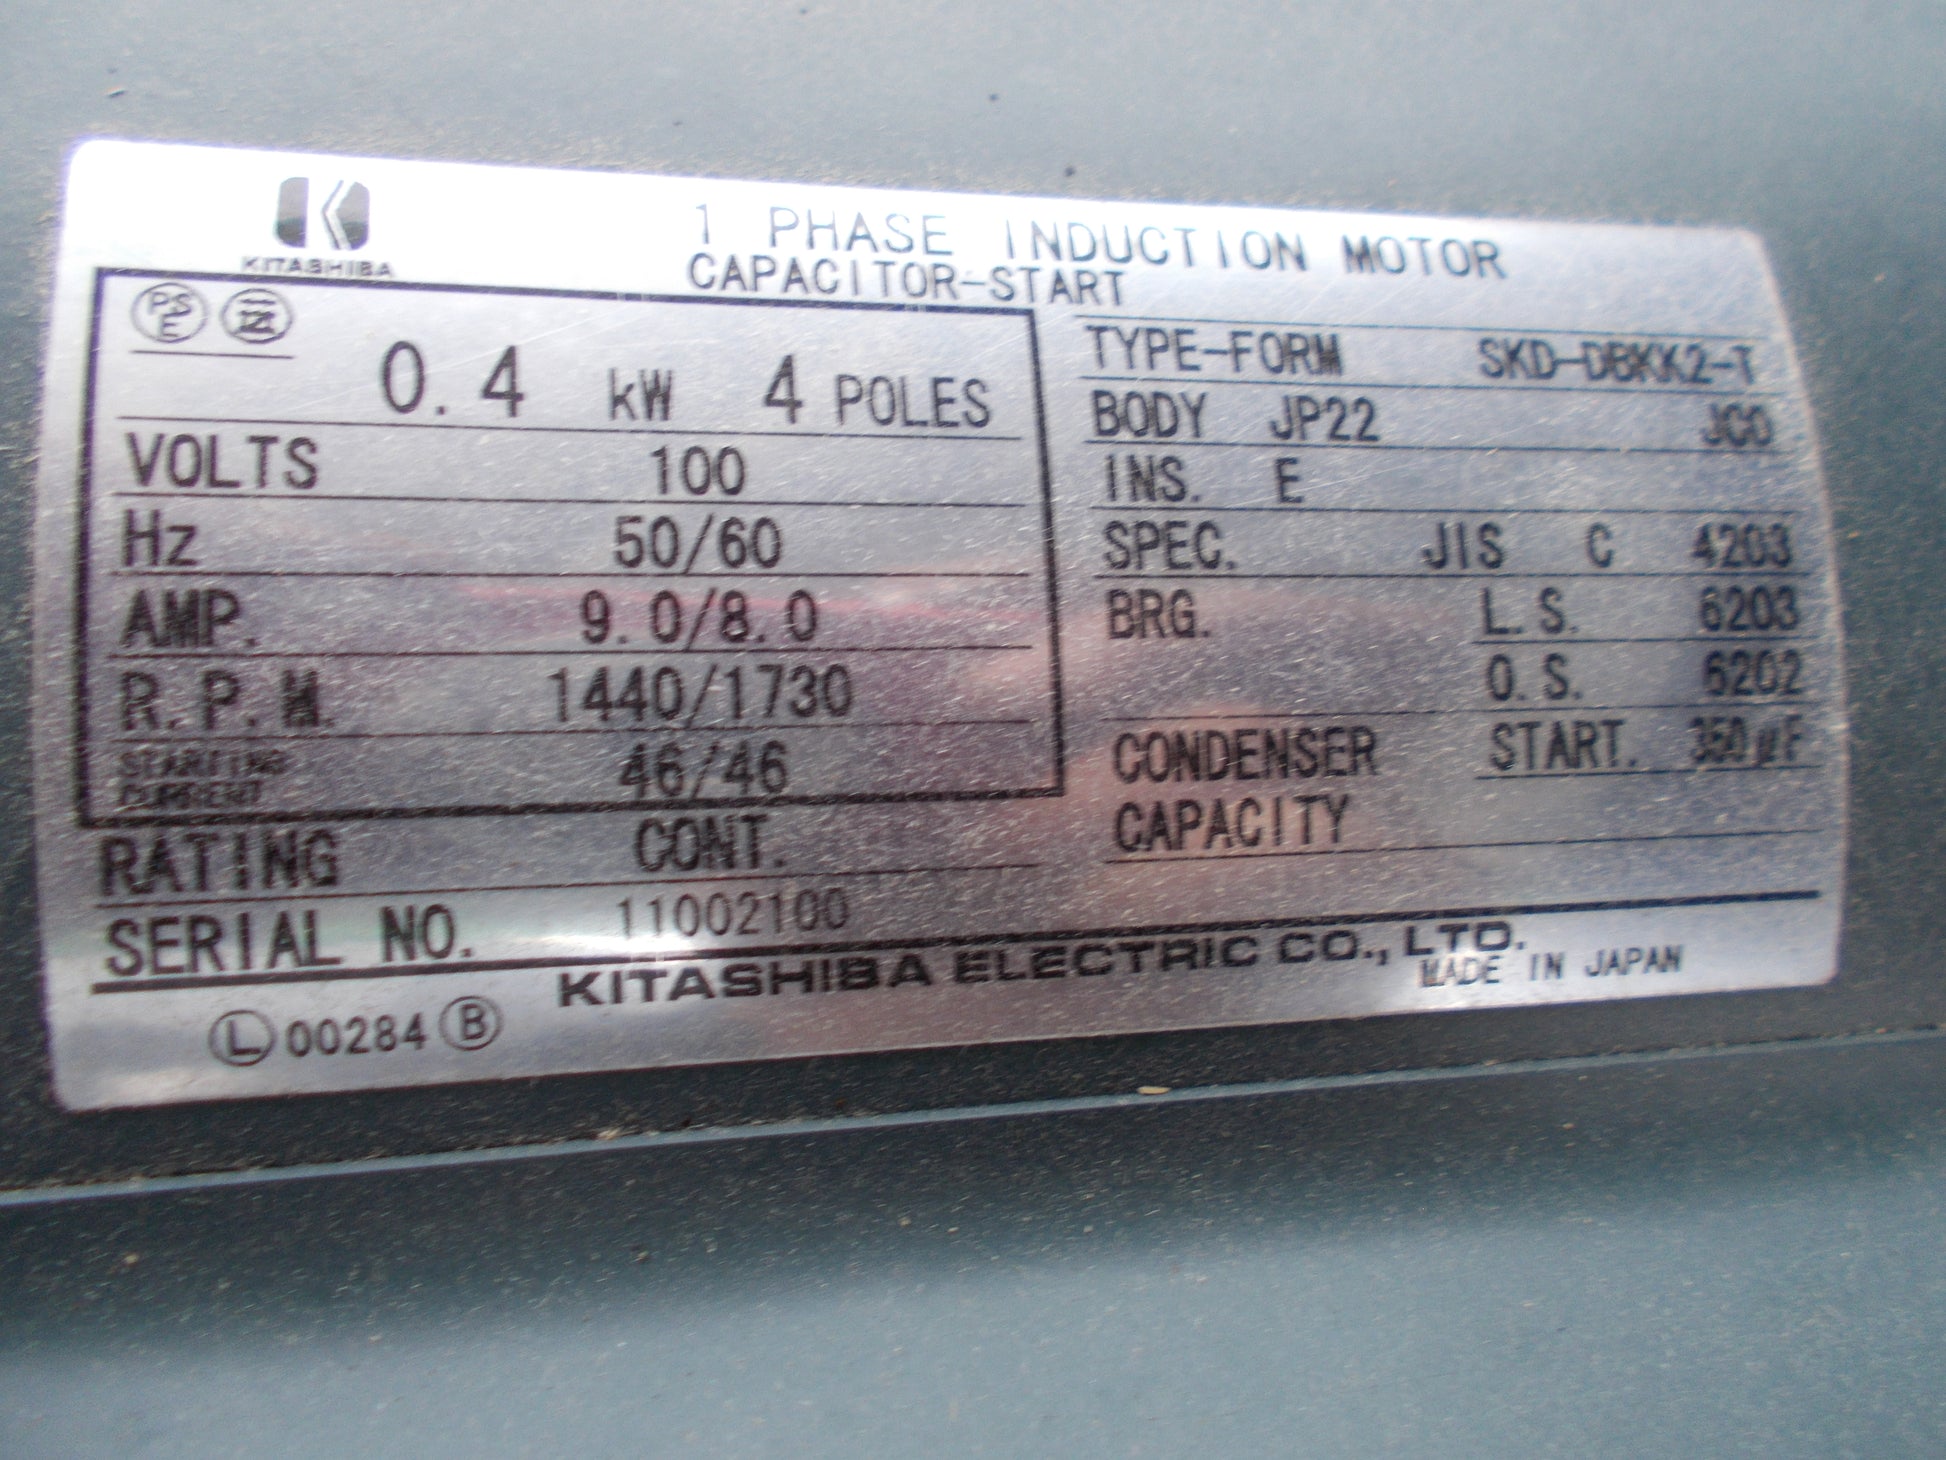 KITASHIBA
1 PHASE INDUCTION MOTOR
CAPACITOR-START
PSE
0.4 kW 4 POLES
VOLTS 100
Hz 50/60
AMP. 9.0/8.0
R.P.M. 1440/1730
STARTING CURRENT 46/46
RATING CONT.
SERIAL NO. 11002100
TYPE-FORM SKD-DBKK2-T
BODY JP22 JC0
INS. E
SPEC. JIS C 4203
BRG. L.S. 6203
O.S. 6202
CONDENSER START. 350μF
CAPACITY
KITASHIBA ELECTRIC CO., LTD.
MADE IN JAPAN
Ⓛ00284Ⓑ